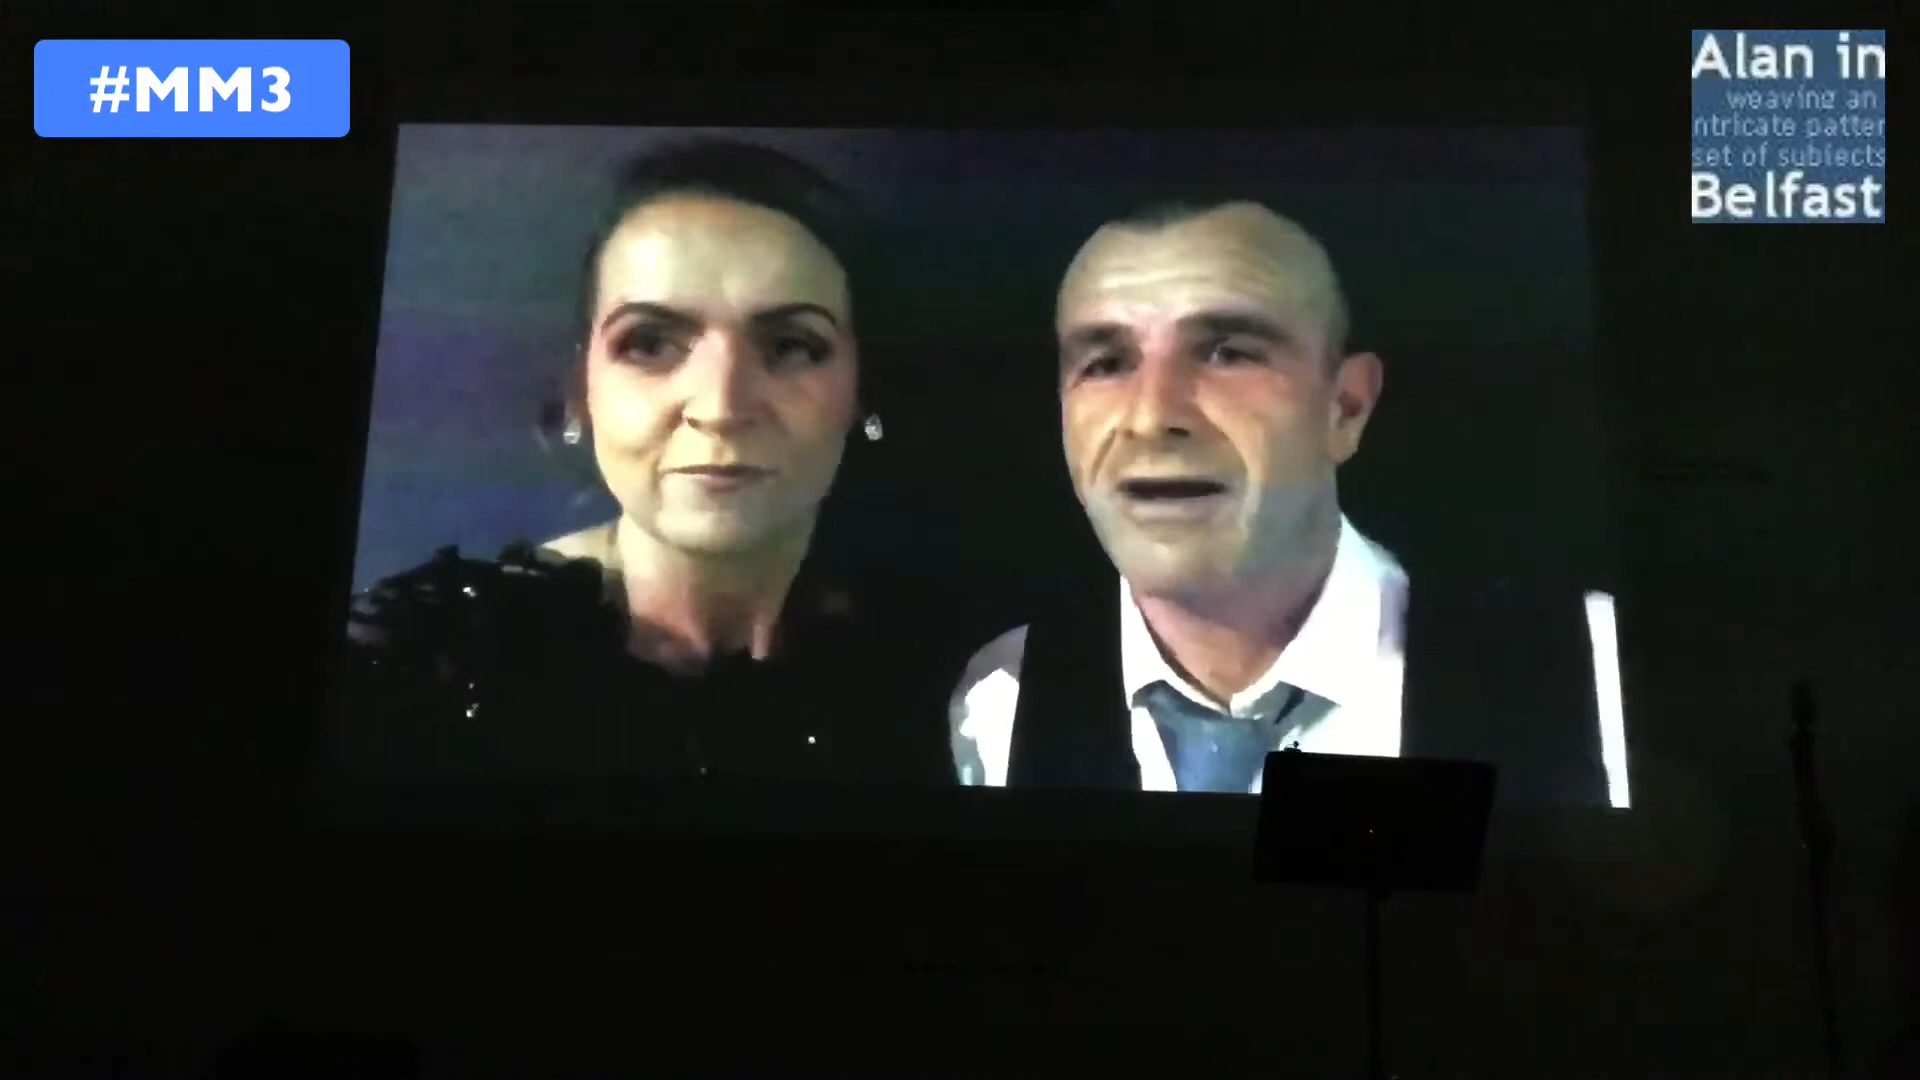 #MM3
Alan in
weaving an
ntricate patter
set of subjects
Belfast